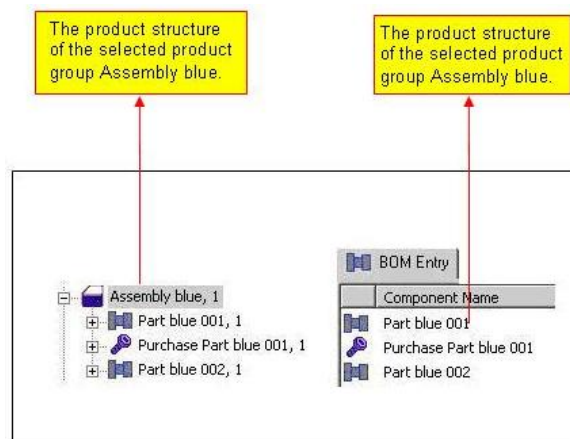 The product structure
of the selected product
group Assembly blue.
The product structure
of the selected product
group Assembly blue.
Assembly blue, 1
Part blue 001, 1
Purchase Part blue 001, 1
Part blue 002, 1
BOM Entry
Component Name
Part blue 001
Purchase Part blue 001
Part blue 002